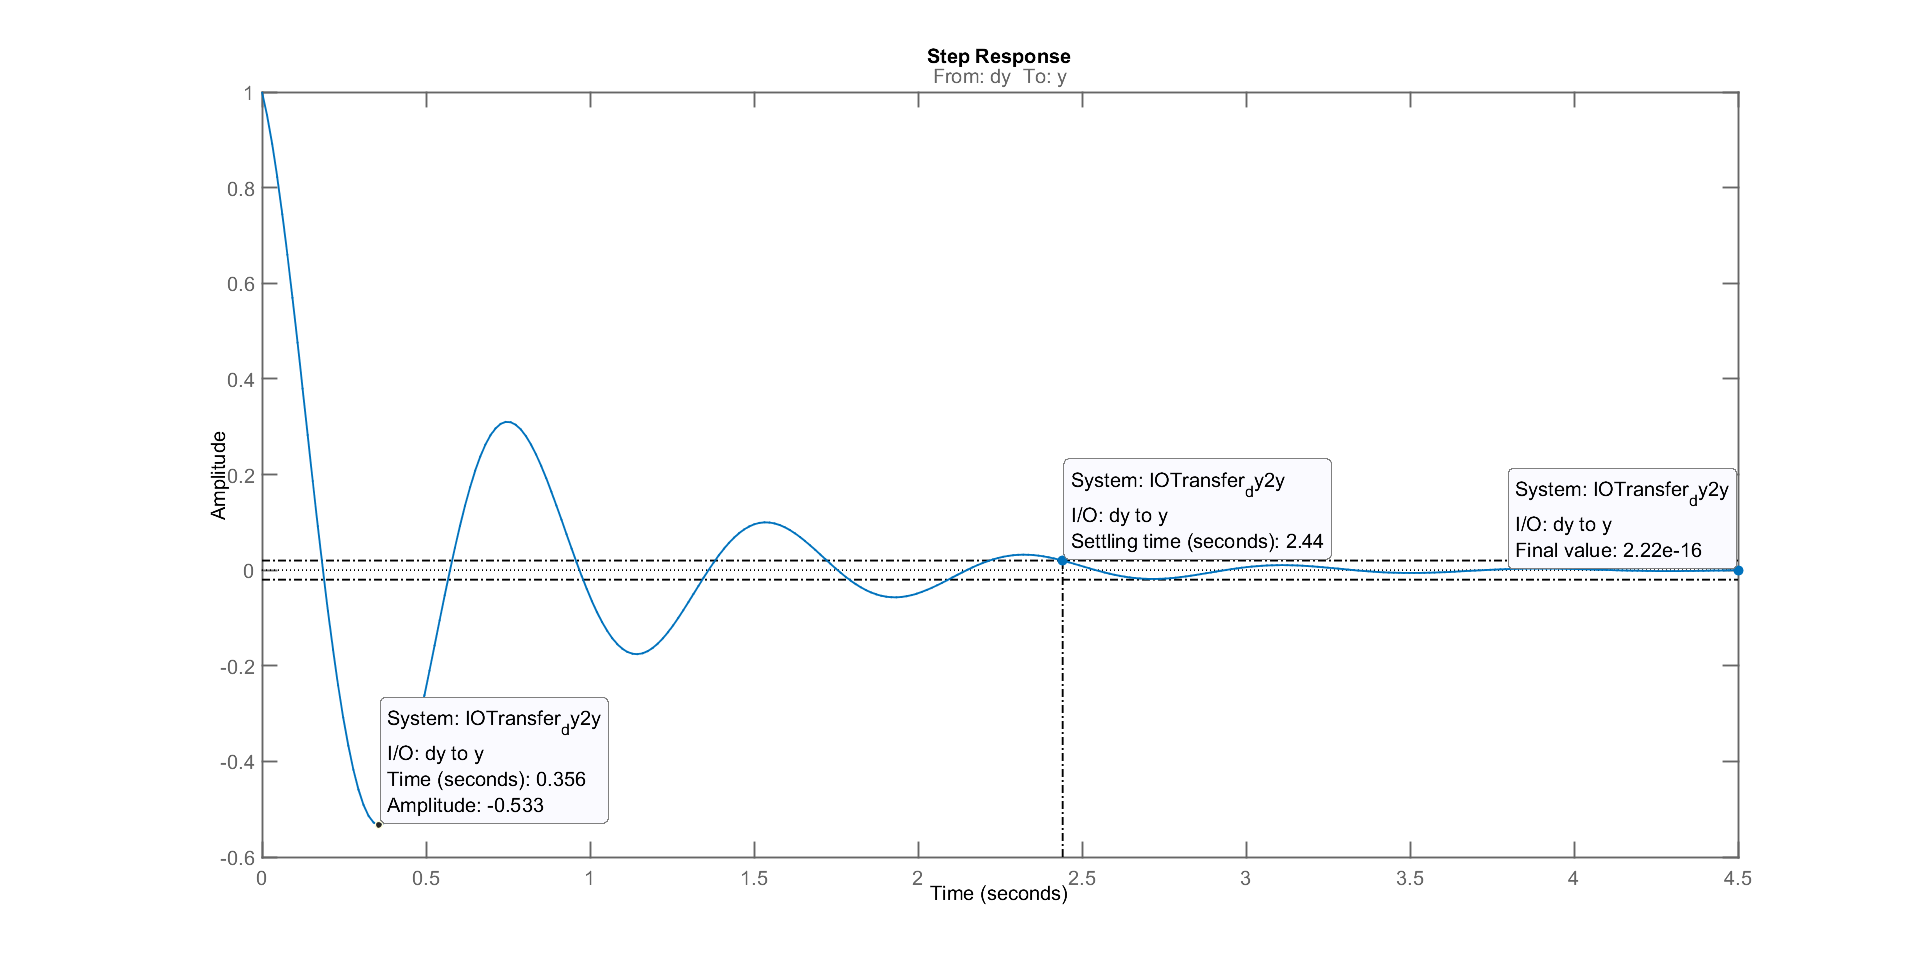 Step Response
From: dy To: y
1
0.8
0.6
0.4
0.2
0
-0.2
-0.4
-0.6
Amplitude
System: IOTransfer_dy2y
I/O: dy to y
Time (seconds): 0.356
Amplitude: -0.533
System: IOTransfer_dy2y
I/O: dy to y
Settling time (seconds): 2.44
System: IOTransfer_dy2y
I/O: dy to y
Final value: 2.22e-16
0 0.5 1 1.5 2 2.5 3 3.5 4 4.5
Time (seconds)